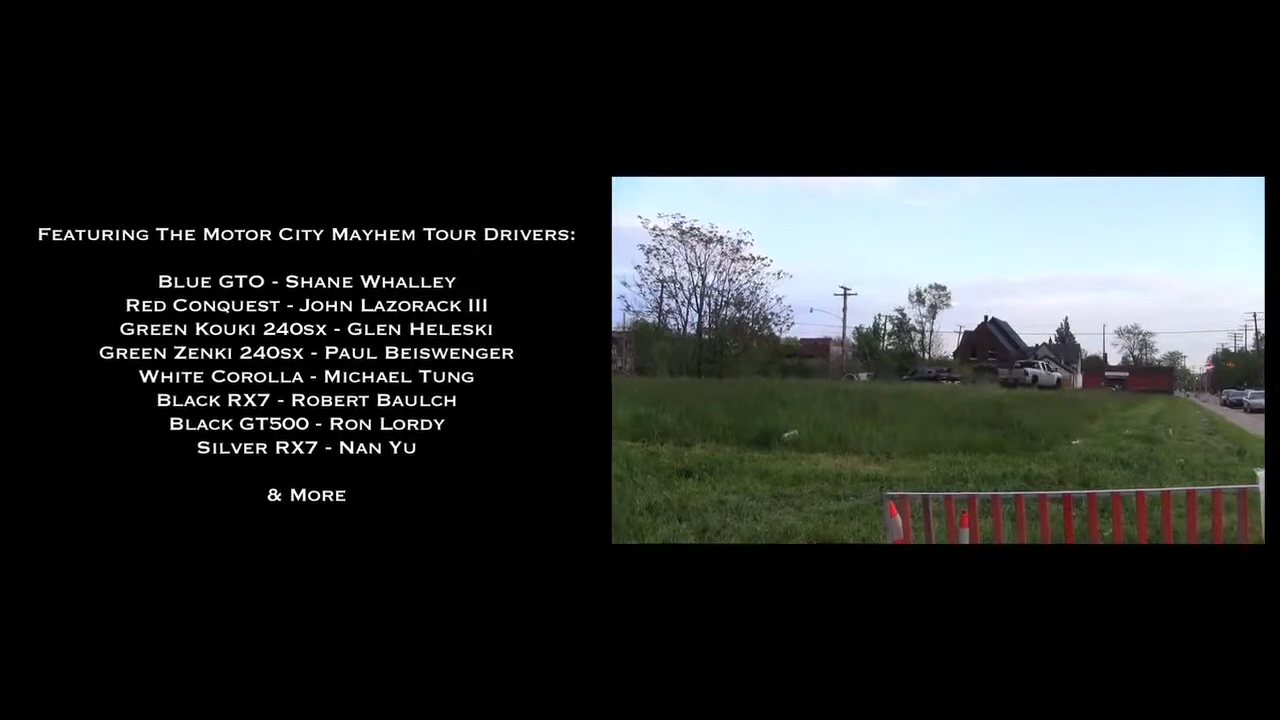 Featuring The Motor City Mayhem Tour Drivers:
Blue GTO - Shane Whalley
Red Conquest - John Lazorack III
Green Kouki 240sx - Glen Heleski
Green Zenki 240sx - Paul Beiswenger
White Corolla - Michael Tung
Black RX7 - Robert Baulch
Black GT500 - Ron Lordy
Silver RX7 - Nan Yu
& More